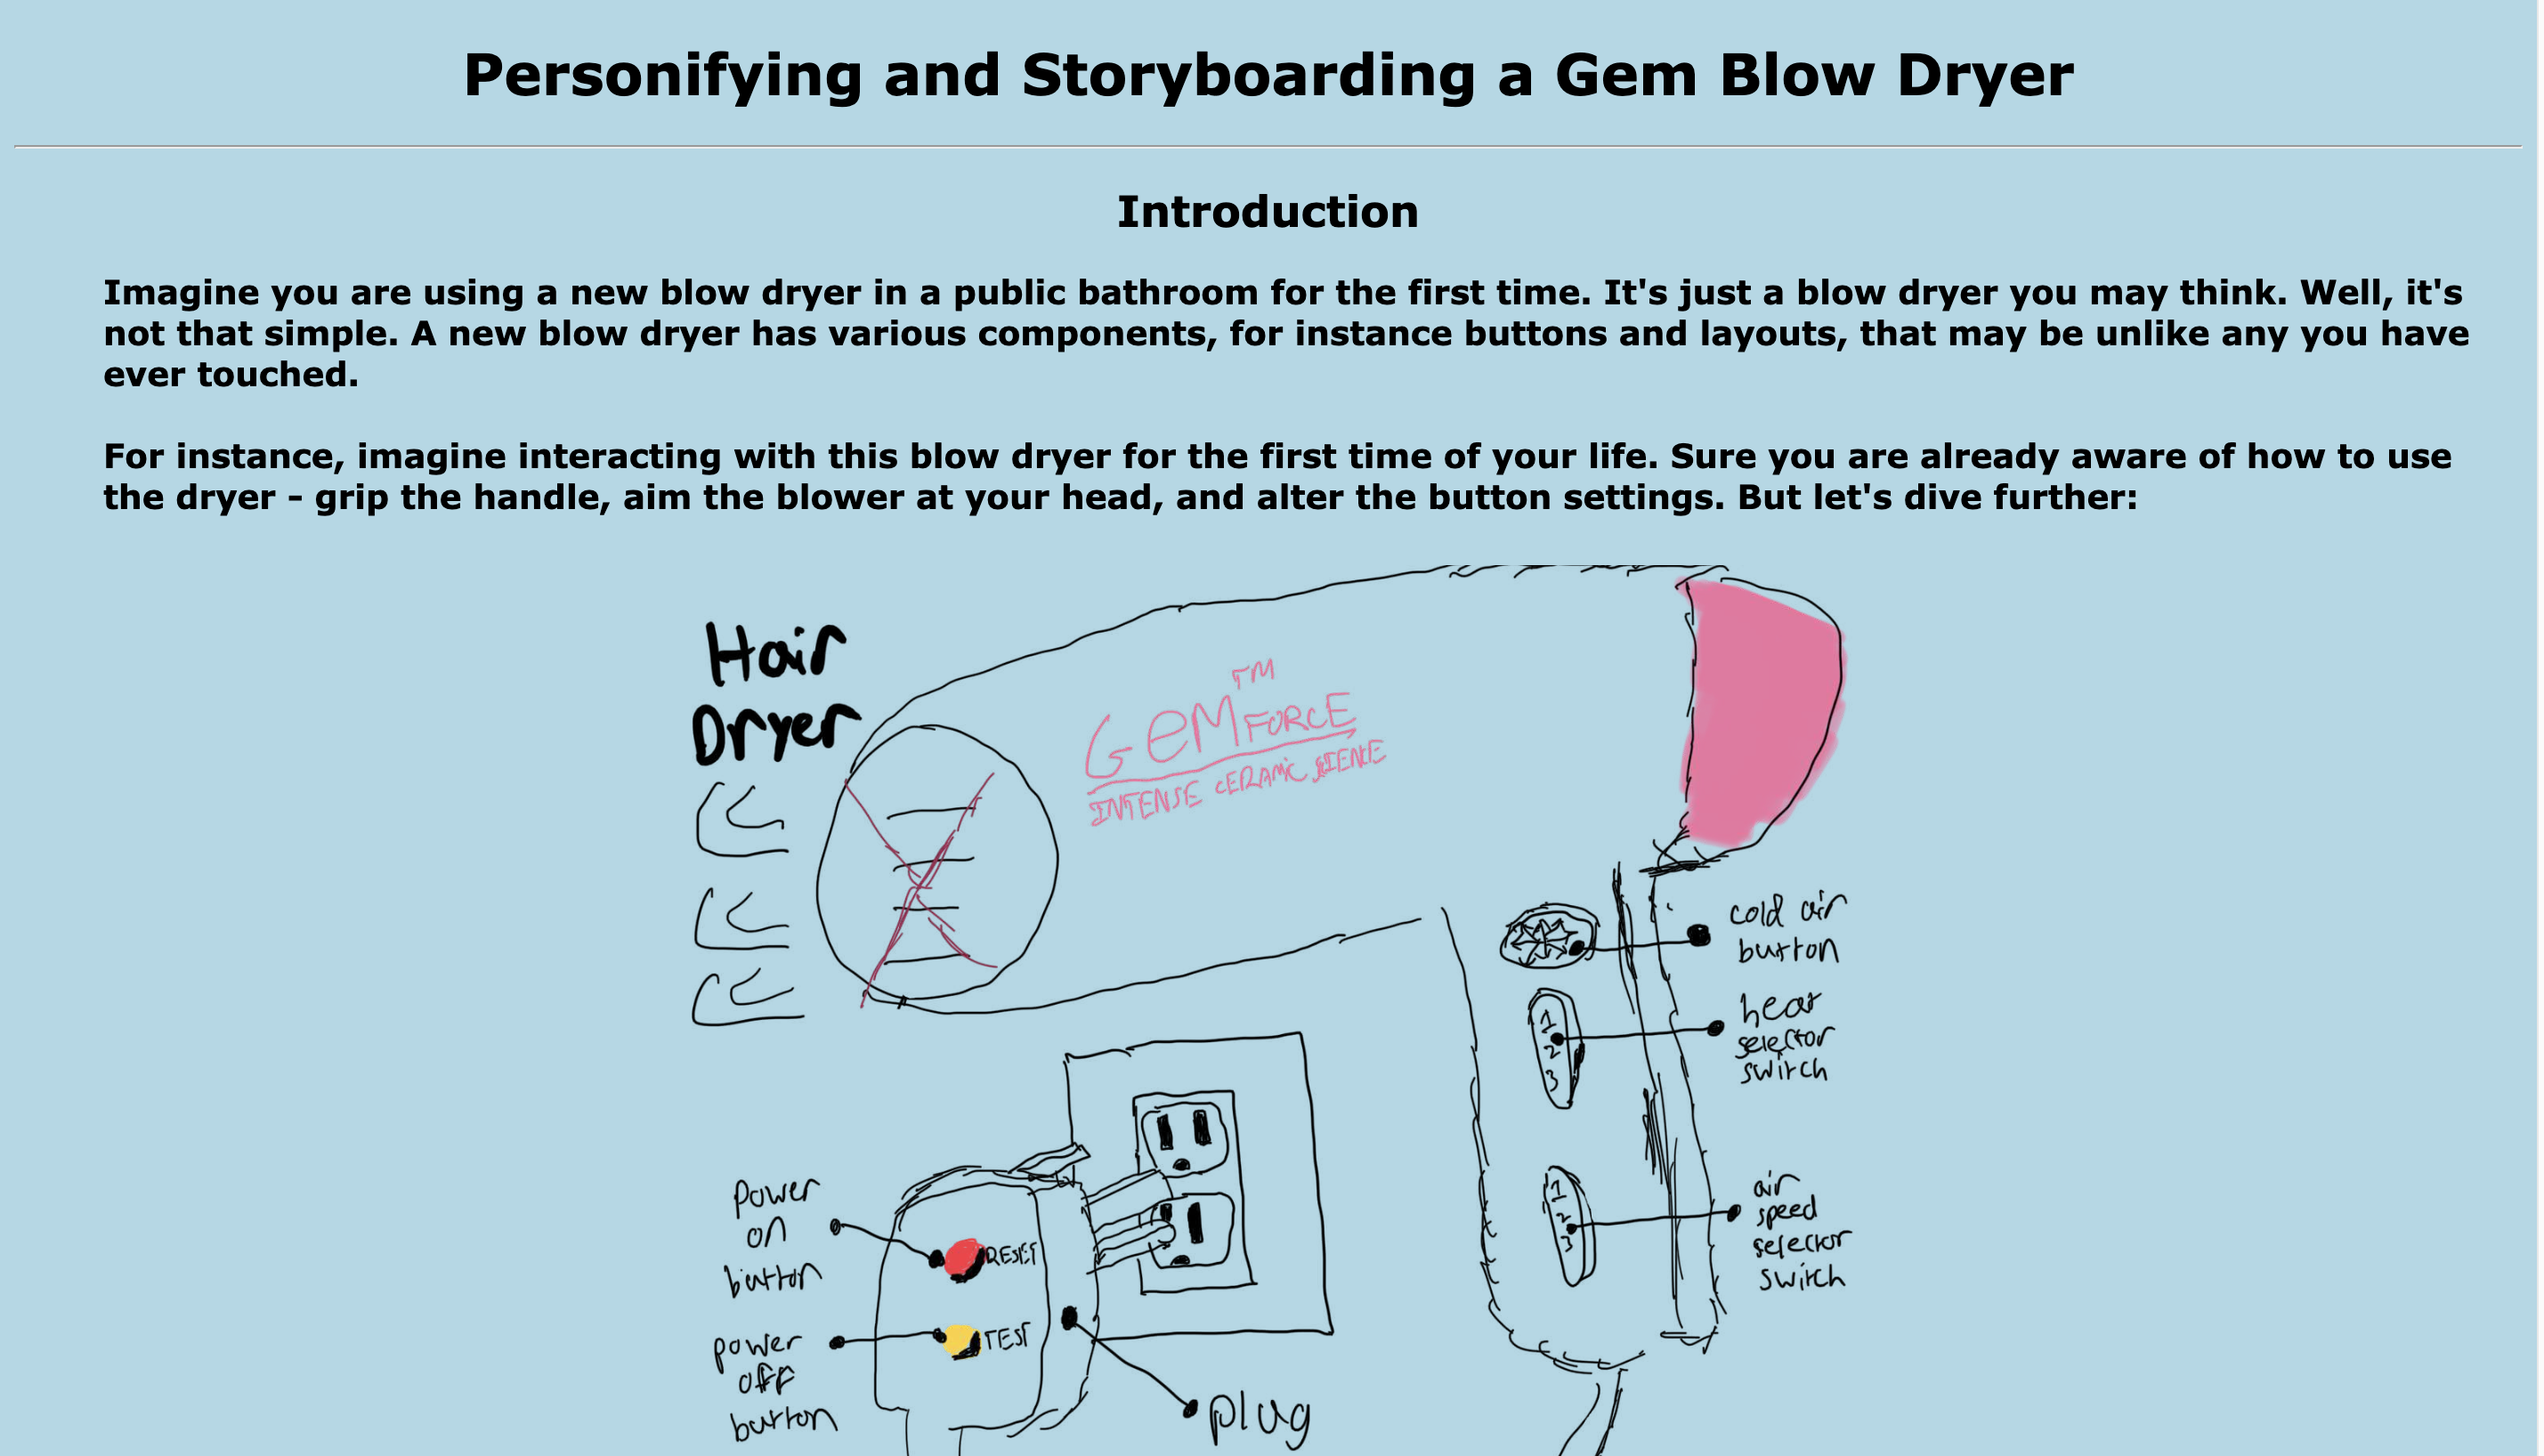 Personifying and Storyboarding a Gem Blow Dryer
Introduction
Imagine you are using a new blow dryer in a public bathroom for the first time. It's just a blow dryer you may think. Well, it's
not that simple. A new blow dryer has various components, for instance buttons and layouts, that may be unlike any you have
ever touched.
For instance, imagine interacting with this blow dryer for the first time of your life. Sure you are already aware of how to use
the dryer - grip the handle, aim the blower at your head, and alter the button settings. But let's dive further:
Hair
Dryer
GEM FORCE TM
INTENSE CERAMIC SCIENCE
cold air
button
heat
selector
switch
1
2
3
air
speed
selector
switch
1
2
3
power
on
button
RESET
power
off
button
TEST
plug